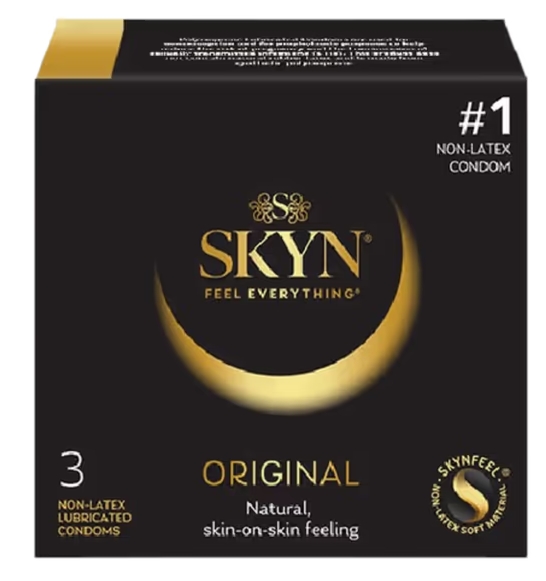 #1
NON-LATEX
CONDOM
S
SKYN®
FEEL EVERYTHING®
3
NON-LATEX
LUBRICATED
CONDOMS
ORIGINAL
Natural,
skin-on-skin feeling
SKYNFEEL®
NON-LATEX SOFT MATERIAL